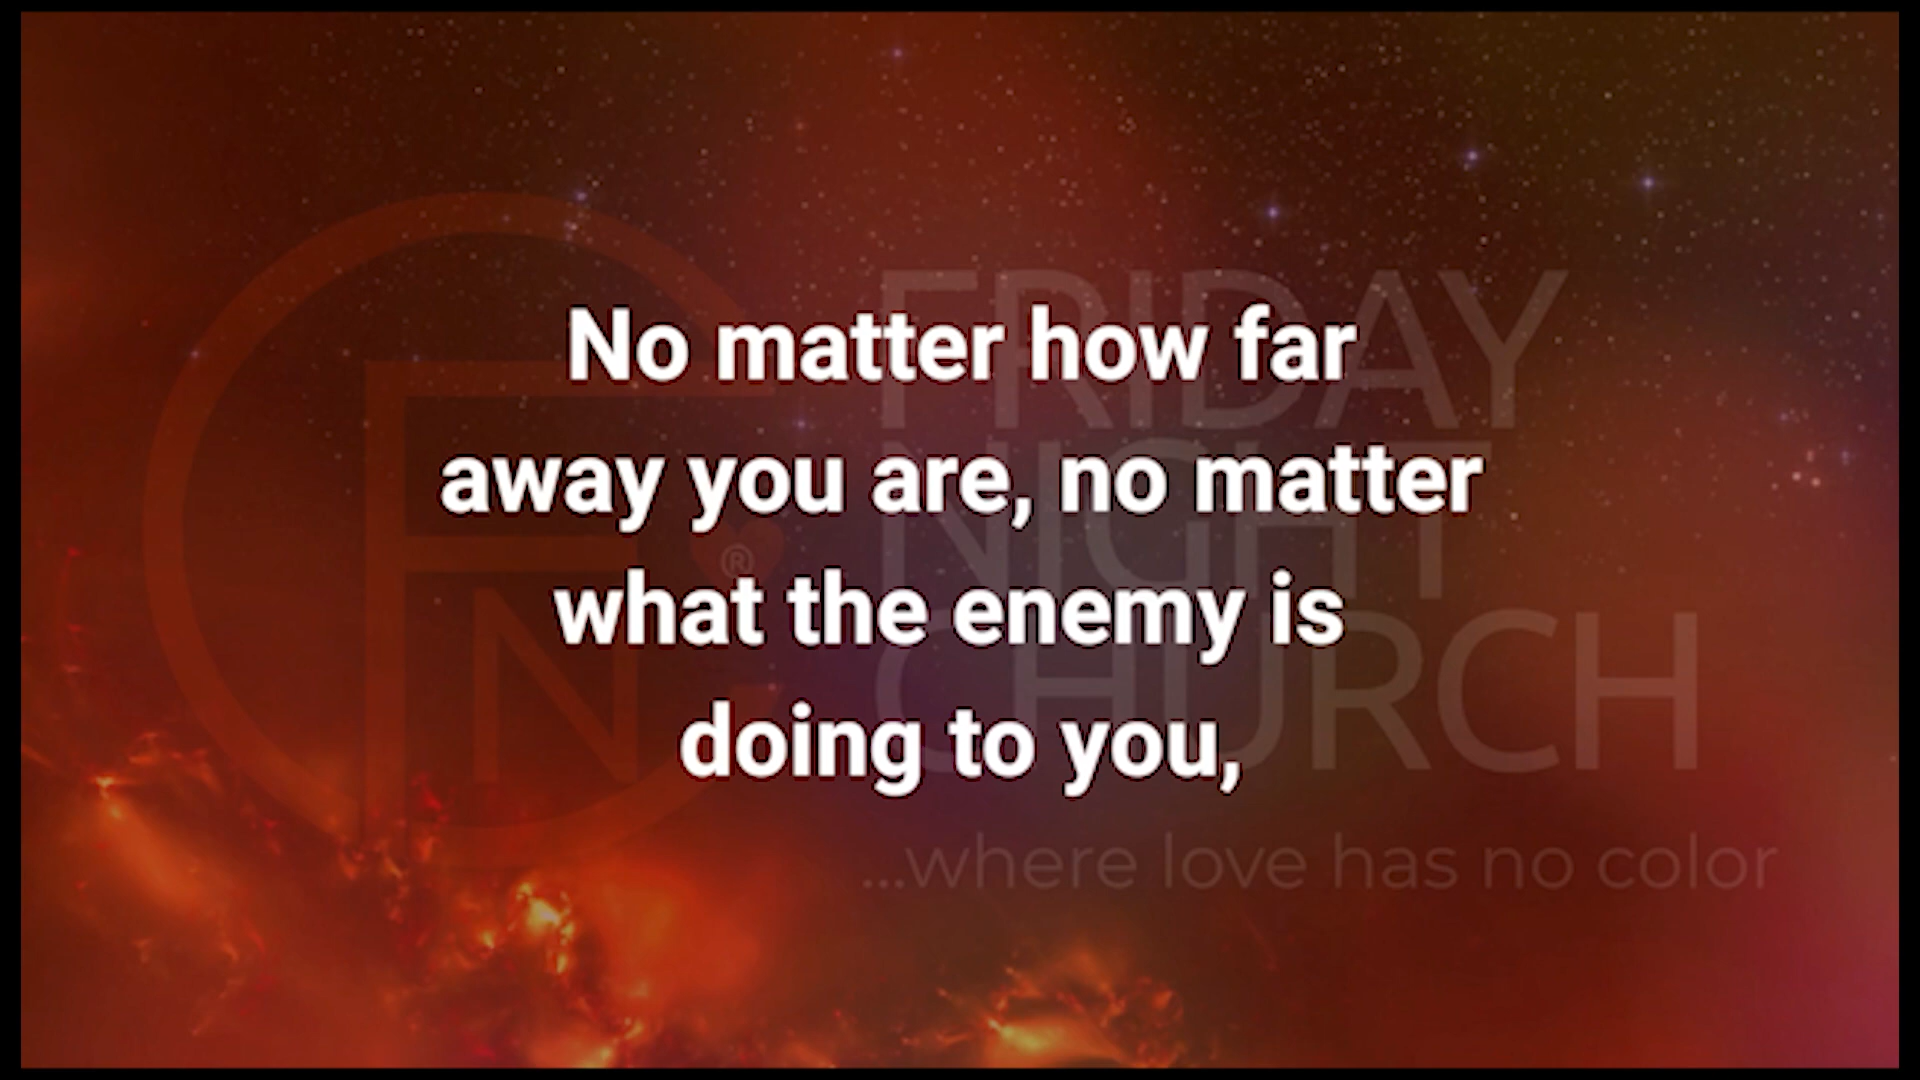 No matter how far
away you are, no matter
what the enemy is
doing to you,
FN
®
FRIDAY
NIGHT
CHURCH
...where love has no color